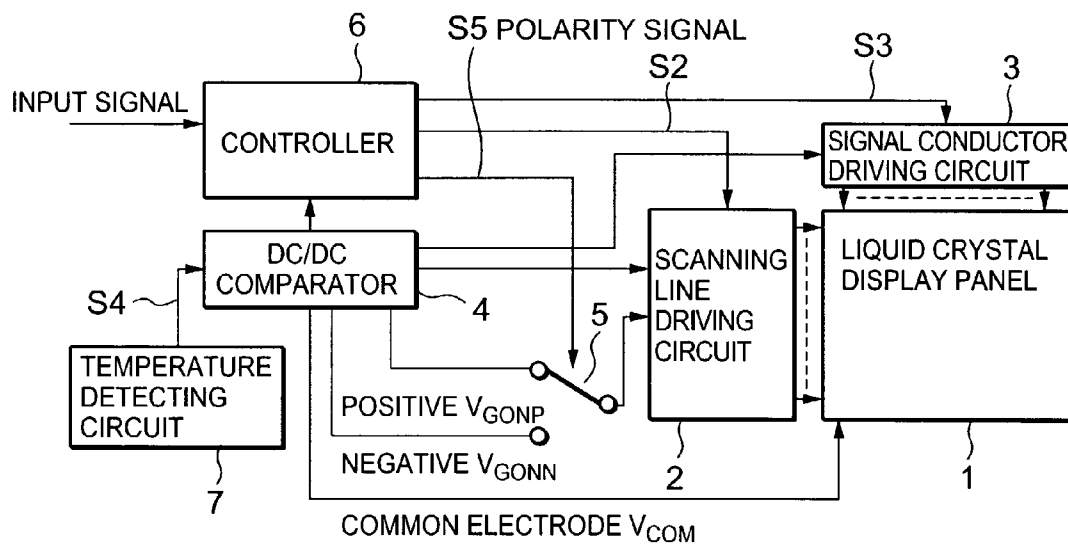 S5 POLARITY SIGNAL
6
S2
S3
3
INPUT SIGNAL
CONTROLLER
SIGNAL CONDUCTOR
DRIVING CIRCUIT
DC/DC
COMPARATOR
4
S4
SCANNING
LINE
DRIVING
CIRCUIT
LIQUID CRYSTAL
DISPLAY PANEL
5
TEMPERATURE
DETECTING
CIRCUIT
7
POSITIVE VGONP
NEGATIVE VGONN
2
1
COMMON ELECTRODE VCOM